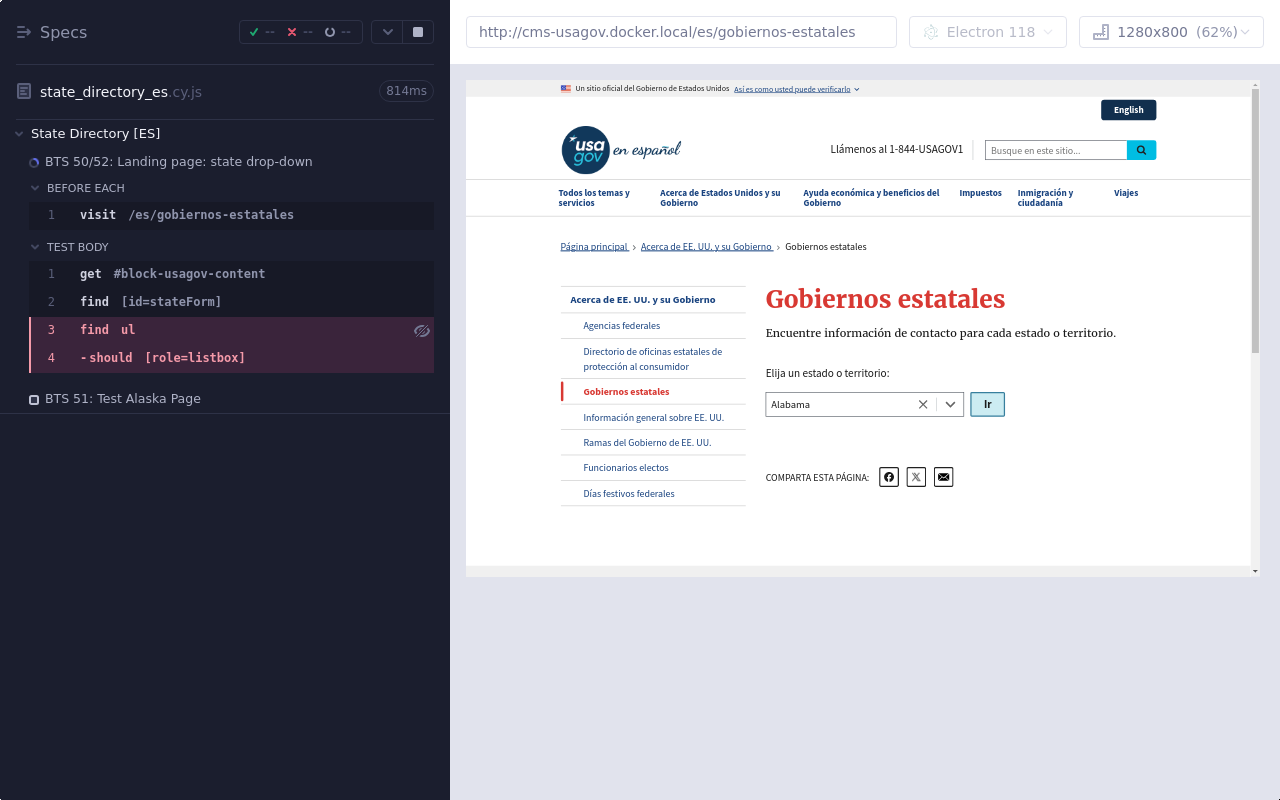 Specs
--
--
--
http://cms-usagov.docker.local/es/gobiernos-estatales
Electron 118
1280x800 (62%)
state_directory_es.cy.js
814ms
State Directory [ES]
BTS 50/52: Landing page: state drop-down
BEFORE EACH
1 visit /es/gobiernos-estatales
TEST BODY
1 get #block-usagov-content
2 find [id=stateForm]
3 find ul
4 -should [role=listbox]
BTS 51: Test Alaska Page
Un sitio oficial del Gobierno de Estados Unidos Así es como usted puede verificarlo
English
usa
gov
en español
Llámenos al 1-844-USAGOV1
Busque en este sitio...
Todos los temas y
servicios
Acerca de Estados Unidos y su
Gobierno
Ayuda económica y beneficios del
Gobierno
Impuestos
Inmigración y
ciudadanía
Viajes
Página principal › Acerca de EE. UU. y su Gobierno › Gobiernos estatales
Acerca de EE. UU. y su Gobierno
Agencias federales
Directorio de oficinas estatales de
protección al consumidor
Gobiernos estatales
Información general sobre EE. UU.
Ramas del Gobierno de EE. UU.
Funcionarios electos
Días festivos federales
Gobiernos estatales
Encuentre información de contacto para cada estado o territorio.
Elija un estado o territorio:
Alabama
Ir
COMPARTA ESTA PÁGINA: